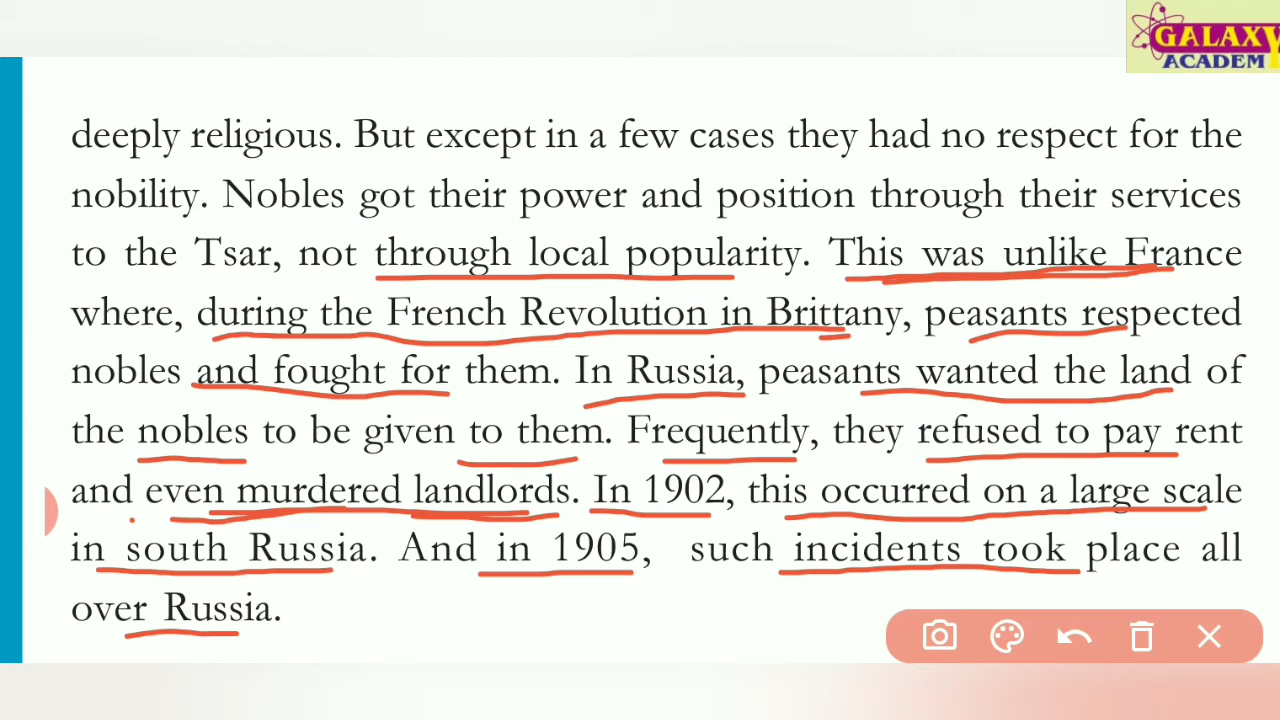 GALAXY
ACADEMY
deeply religious. But except in a few cases they had no respect for the
nobility. Nobles got their power and position through their services
to the Tsar, not through local popularity. This was unlike France
where, during the French Revolution in Brittany, peasants respected
nobles and fought for them. In Russia, peasants wanted the land of
the nobles to be given to them. Frequently, they refused to pay rent
and even murdered landlords. In 1902, this occurred on a large scale
in south Russia. And in 1905, such incidents took place all
over Russia.